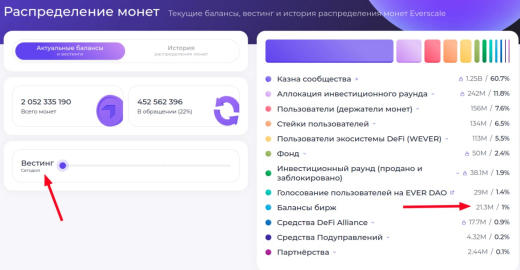 Распределение монет
Текущие балансы, вестинг и история распределения монет Everscale
Актуальные балансы
и вестинги
История
распределения монет
2 052 335 190
Всего монет
452 562 396
В обращении (22%)
Вестинг
Сегодня
Казна сообщества 1.25B / 60.7%
Аллокация инвестиционного раунда 242M / 11.8%
Пользователи (держатели монет) 156M / 7.6%
Стейки пользователей 134M / 6.5%
Пользователи экосистемы DeFi (WEVER) 113M / 5.5%
Фонд 50M / 2.4%
Инвестиционный раунд (продано и
заблокировано) 38.1M / 1.9%
Голосование пользователей на EVER DAO 29M / 1.4%
Балансы бирж 21.3M / 1%
Средства DeFi Alliance 17.7M / 0.9%
Средства Подуправлений 4.32M / 0.2%
Партнёрства 2.44M / 0.1%